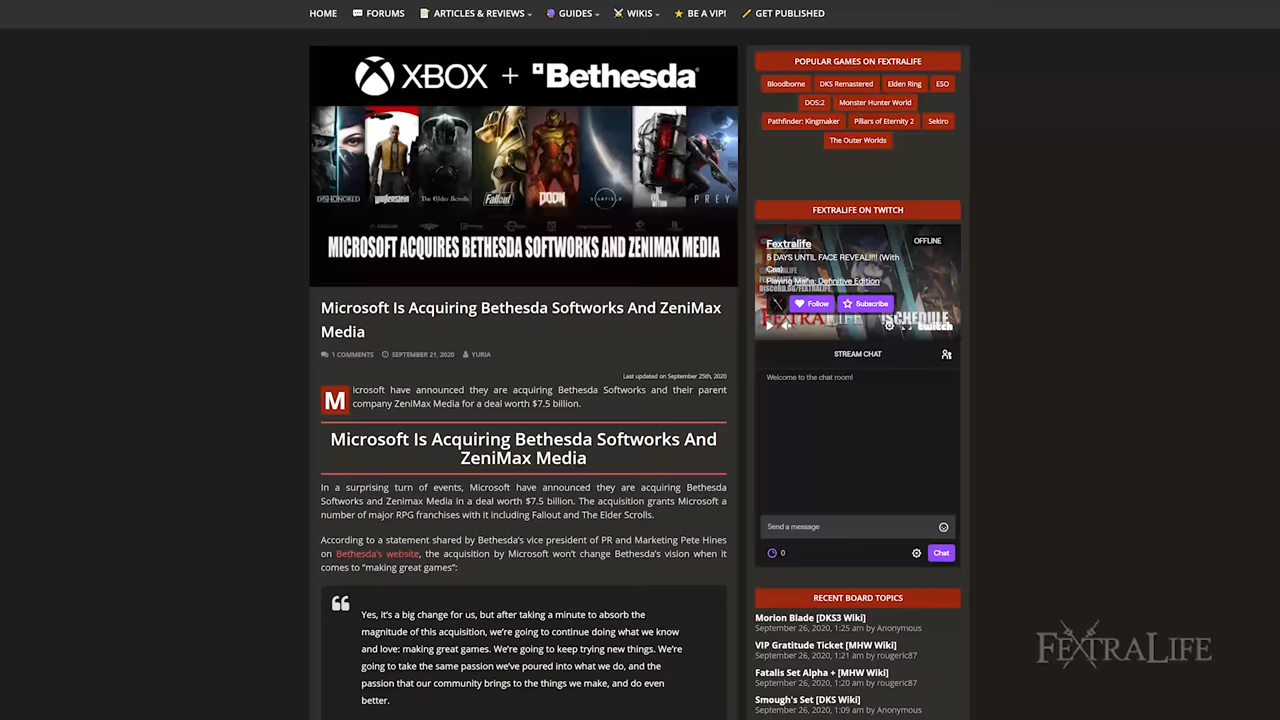 HOME
FORUMS
ARTICLES & REVIEWS
GUIDES
WIKIS
BE A VIP!
GET PUBLISHED
XBOX + Bethesda
DISHONORED
Wolfenstein
The Elder Scrolls
Fallout
DOOM
STARFIELD
PREY
MICROSOFT ACQUIRES BETHESDA SOFTWORKS AND ZENIMAX MEDIA
Microsoft Is Acquiring Bethesda Softworks And ZeniMax
Media
1 COMMENTS
SEPTEMBER 21, 2020
YURIA
Last updated on September 25th, 2020
Microsoft have announced they are acquiring Bethesda Softworks and their parent
company ZeniMax Media for a deal worth $7.5 billion.
Microsoft Is Acquiring Bethesda Softworks And
ZeniMax Media
In a surprising turn of events, Microsoft have announced they are acquiring Bethesda
Softworks and Zenimax Media in a deal worth $7.5 billion. The acquisition grants Microsoft a
number of major RPG franchises with it including Fallout and The Elder Scrolls.
According to a statement shared by Bethesda's vice president of PR and Marketing Pete Hines
on Bethesda's website, the acquisition by Microsoft won't change Bethesda's vision when it
comes to "making great games":
Yes, it's a big change for us, but after taking a minute to absorb the
magnitude of this acquisition, we're going to continue doing what we know
and love: making great games. We're going to keep trying new things. We're
going to take the same passion we've poured into what we do, and the
passion that our community brings to the things we make, and do even
better.
POPULAR GAMES ON FEXTRALIFE
Bloodborne
DKS Remastered
Elden Ring
ESO
DOS:2
Monster Hunter World
Pathfinder: Kingmaker
Pillars of Eternity 2
Sekiro
The Outer Worlds
FEXTRALIFE ON TWITCH
Fextralife
OFFLINE
5 DAYS UNTIL FACE REVEAL!!!! (With
Cas)
Playing Mafia: Definitive Edition
Follow
Subscribe
FEXTRALIFE
SCHEDULE
twitch
STREAM CHAT
Welcome to the chat room!
Send a message
0
Chat
RECENT BOARD TOPICS
Morion Blade [DKS3 Wiki]
September 26, 2020, 1:25 am by Anonymous
VIP Gratitude Ticket [MHW Wiki]
September 26, 2020, 1:21 am by rougeric87
Fatalis Set Alpha + [MHW Wiki]
September 26, 2020, 1:20 am by rougeric87
Smough's Set [DKS Wiki]
September 26, 2020, 1:09 am by Anonymous
FEXTRALIFE